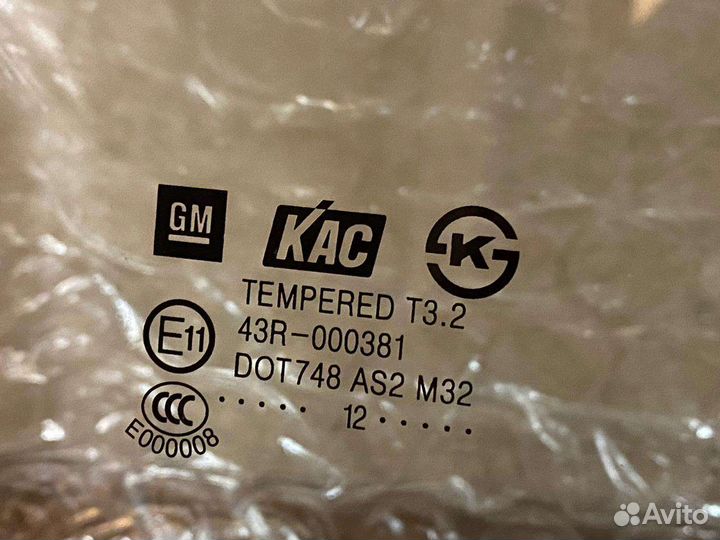 GM KAC K
TEMPERED T3.2
E11 43R-000381
DOT748 AS2 M32
CCC ..... 12 .....
E000008
Avito